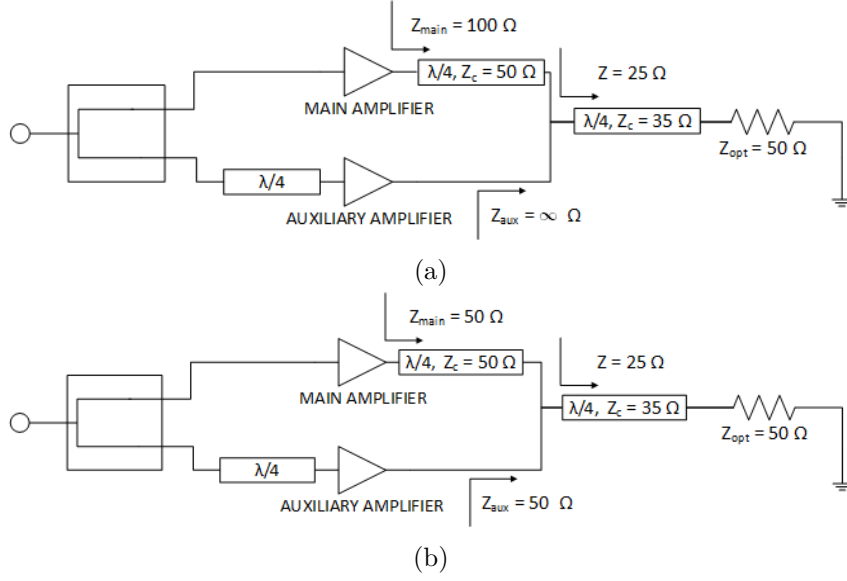 Zmain = 100 Ω
λ/4, Zc = 50 Ω
Z = 25 Ω
MAIN AMPLIFIER
λ/4, Zc = 35 Ω
Zopt = 50 Ω
λ/4
AUXILIARY AMPLIFIER
Zaux = ∞ Ω
(a)
Zmain = 50 Ω
λ/4, Zc = 50 Ω
Z = 25 Ω
MAIN AMPLIFIER
λ/4, Zc = 35 Ω
Zopt = 50 Ω
λ/4
AUXILIARY AMPLIFIER
Zaux = 50 Ω
(b)